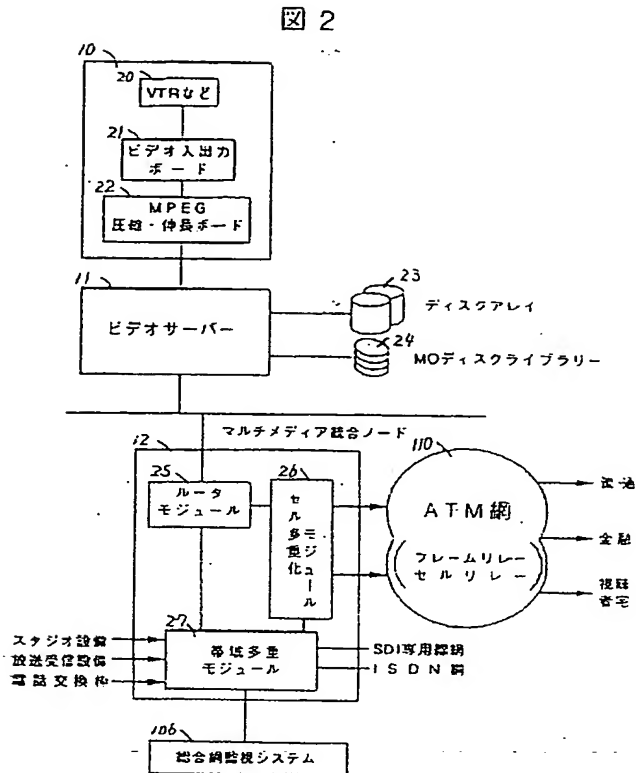 図 2
10
20
VTRなど
21
ビデオ入出力
ボード
22
MPEG
圧縮・伸長ボード
11
ビデオサーバー
23
ディスクアレイ
24
MOディスクライブラリー
マルチメディア統合ノード
12
25
ルータ
モジュール
26
セル多重化
モジュール
110
ATM網
フレームリレー
セルリレー
流通
金融
視聴
者宅
27
帯域多重
モジュール
スタジオ設備
放送受信設備
電話交換
SDI専用線網
ISDN網
106
総合網監視システム